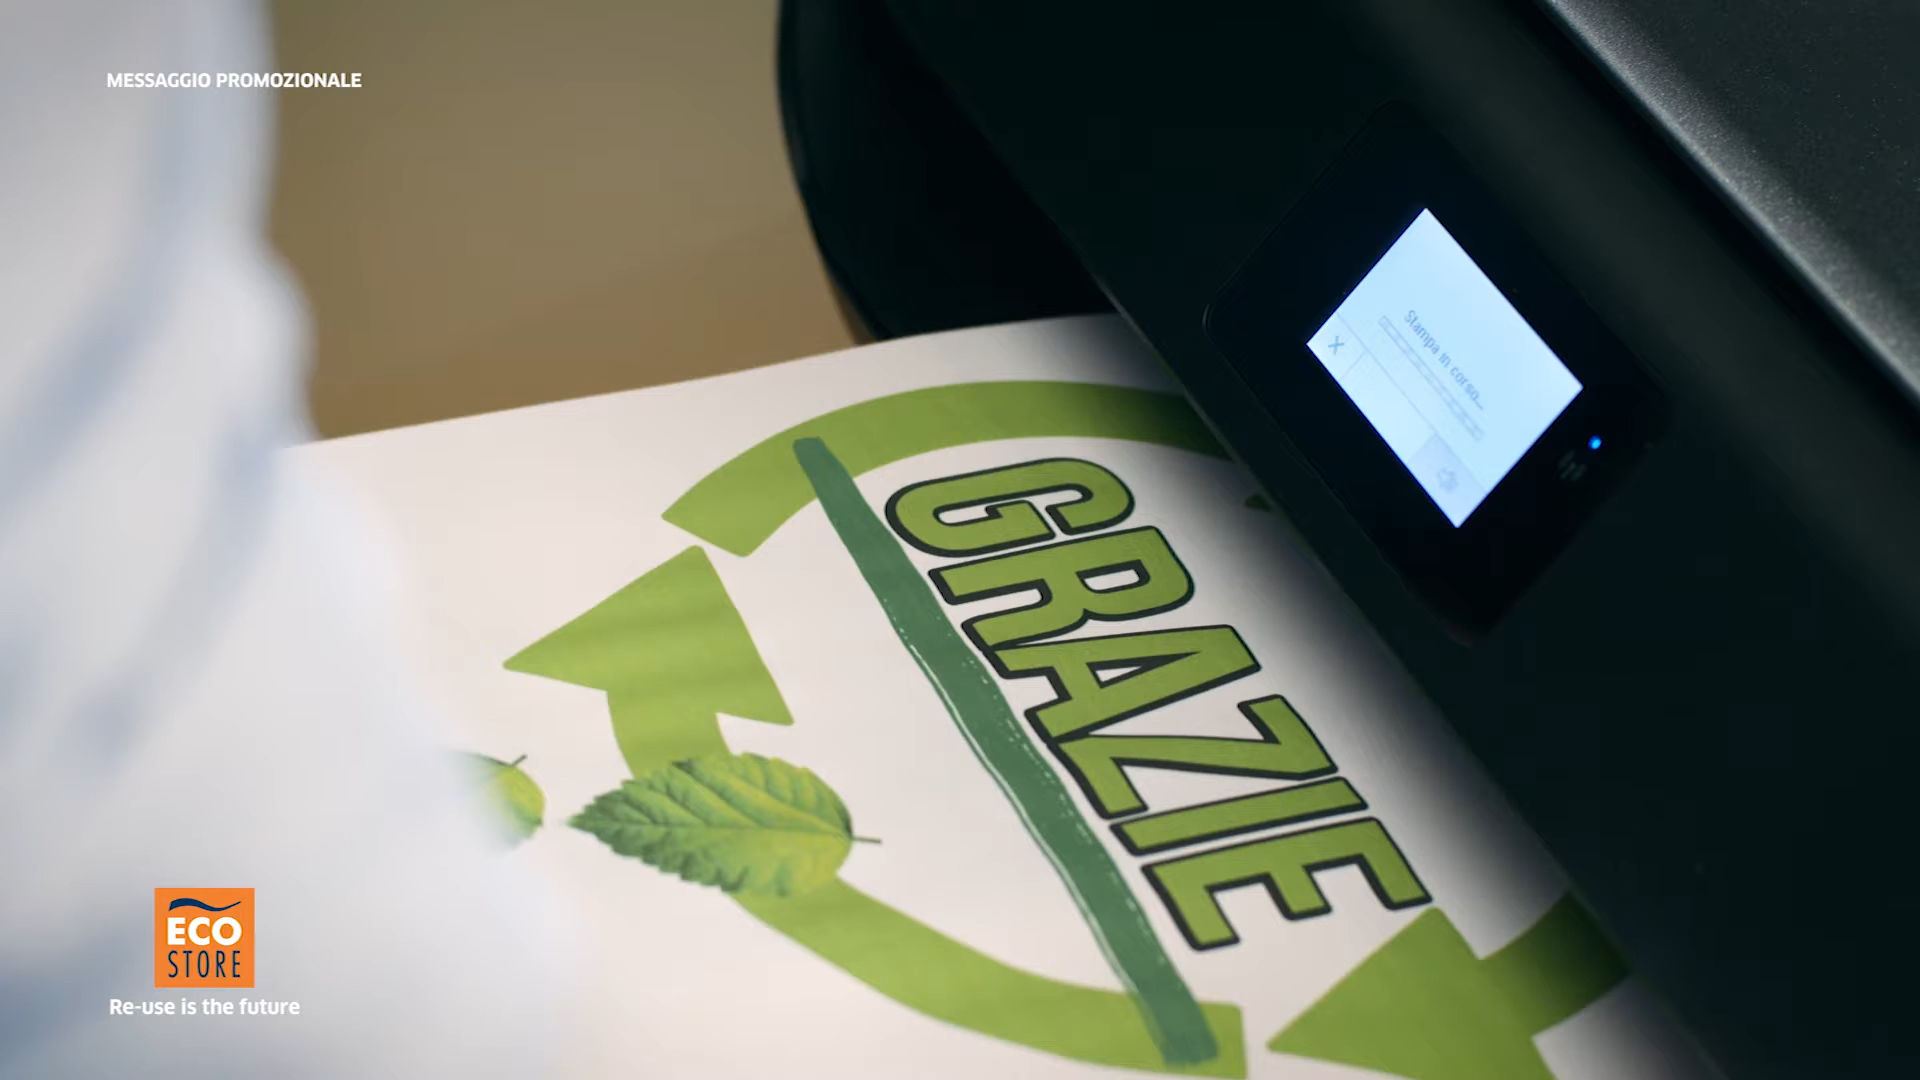 MESSAGGIO PROMOZIONALE
Stampa in corso...
GRAZIE
ECO
STORE
Re-use is the future